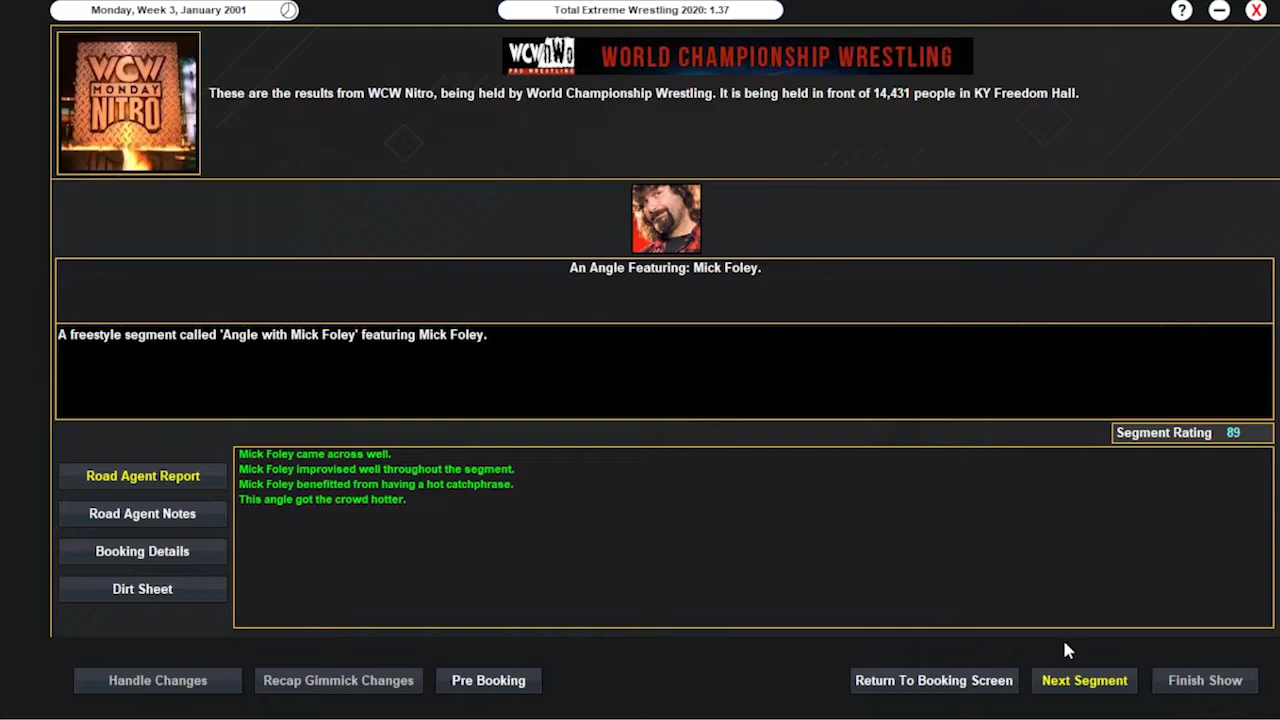 Monday, Week 3, January 2001
Total Extreme Wrestling 2020: 1.37
?
X
WCW
MONDAY
NITRO
WCW nWo
PRO WRESTLING
WORLD CHAMPIONSHIP WRESTLING
These are the results from WCW Nitro, being held by World Championship Wrestling. It is being held in front of 14,431 people in KY Freedom Hall.
An Angle Featuring: Mick Foley.
A freestyle segment called 'Angle with Mick Foley' featuring Mick Foley.
Segment Rating 89
Road Agent Report
Road Agent Notes
Booking Details
Dirt Sheet
Mick Foley came across well.
Mick Foley improvised well throughout the segment.
Mick Foley benefitted from having a hot catchphrase.
This angle got the crowd hotter.
Handle Changes
Recap Gimmick Changes
Pre Booking
Return To Booking Screen
Next Segment
Finish Show